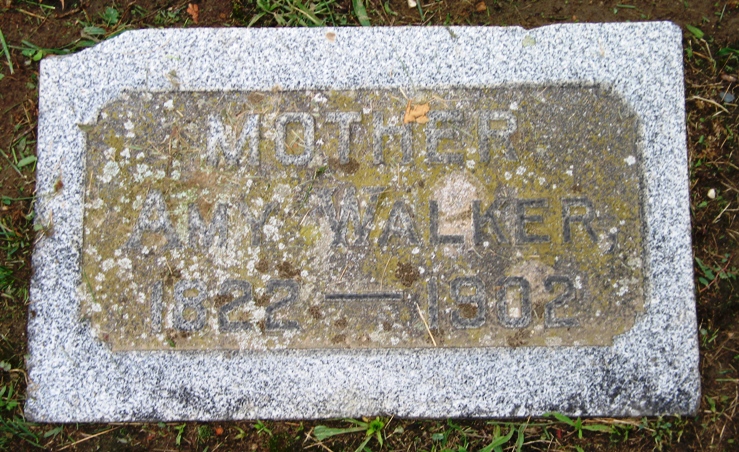 MOTHER
AMY WALKER,
1822 — 1902